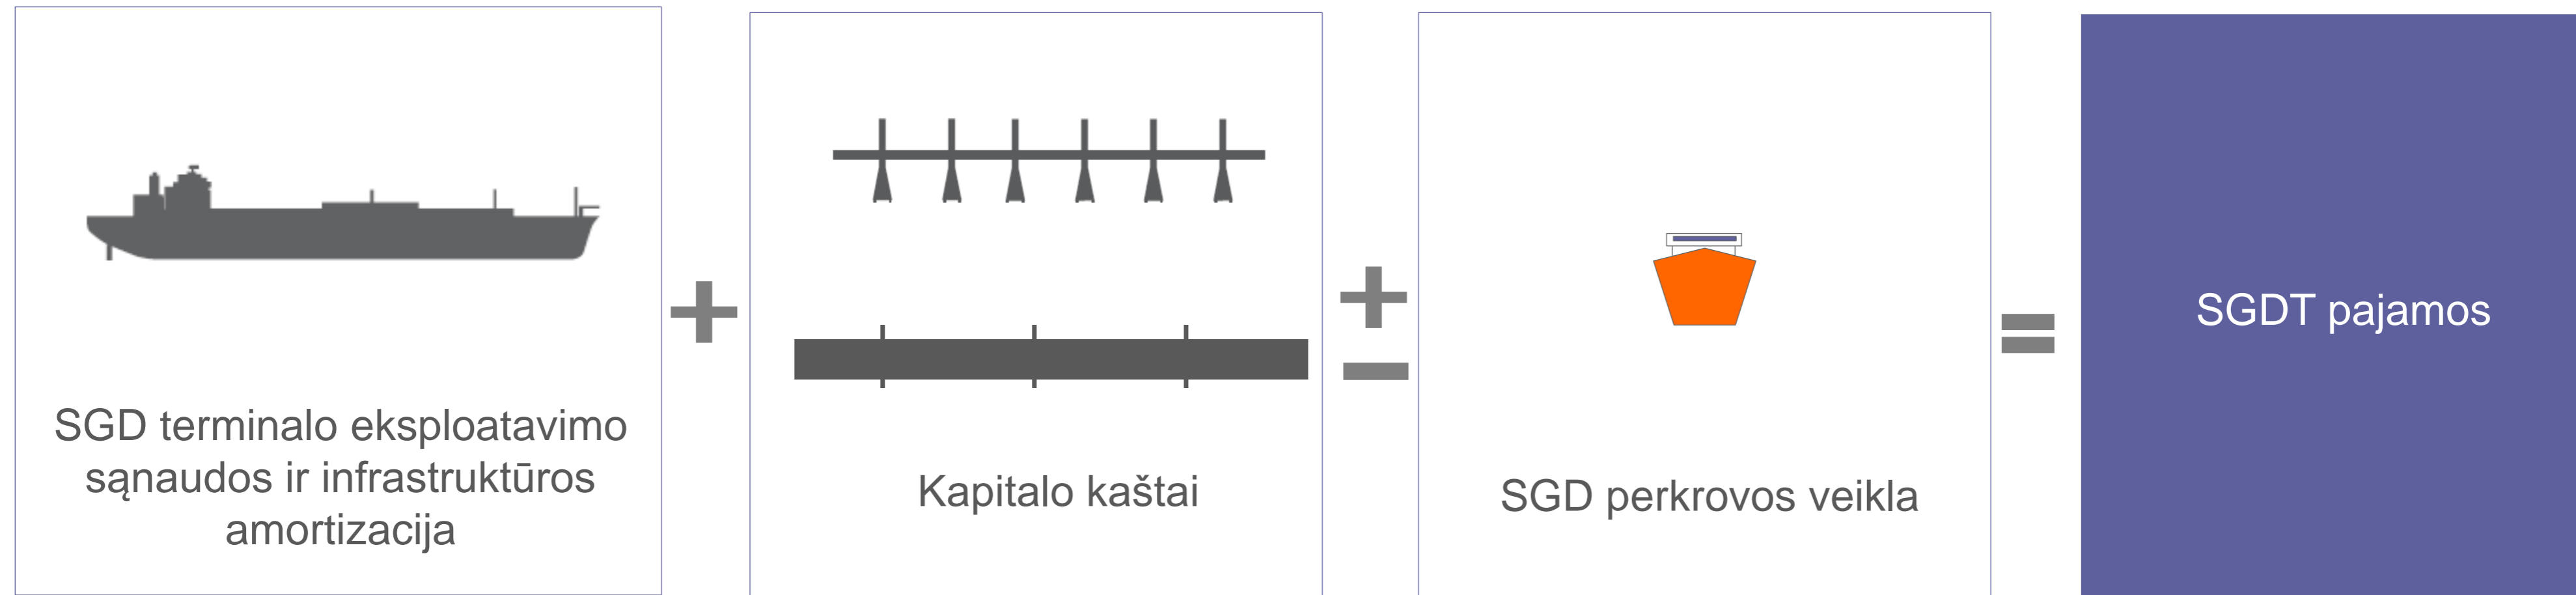 SGD terminalo eksploatavimo
sąnaudos ir infrastruktūros
amortizacija
+
Kapitalo kaštai
+
–
SGD perkrovos veikla
=
SGDT pajamos